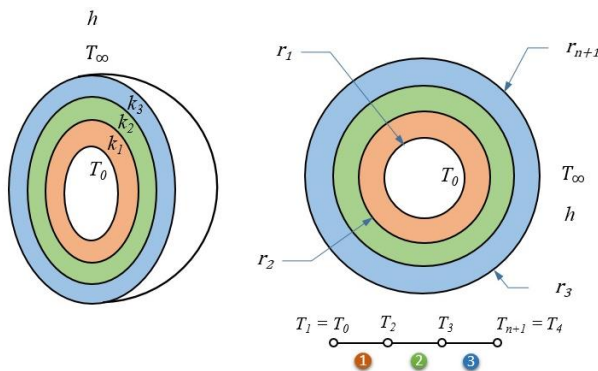 h
T∞
k3
k2
k1
T0
r1
rn+1
T0
T∞
h
r2
r3
T1 = T0
T2
T3
Tn+1 = T4
1
2
3